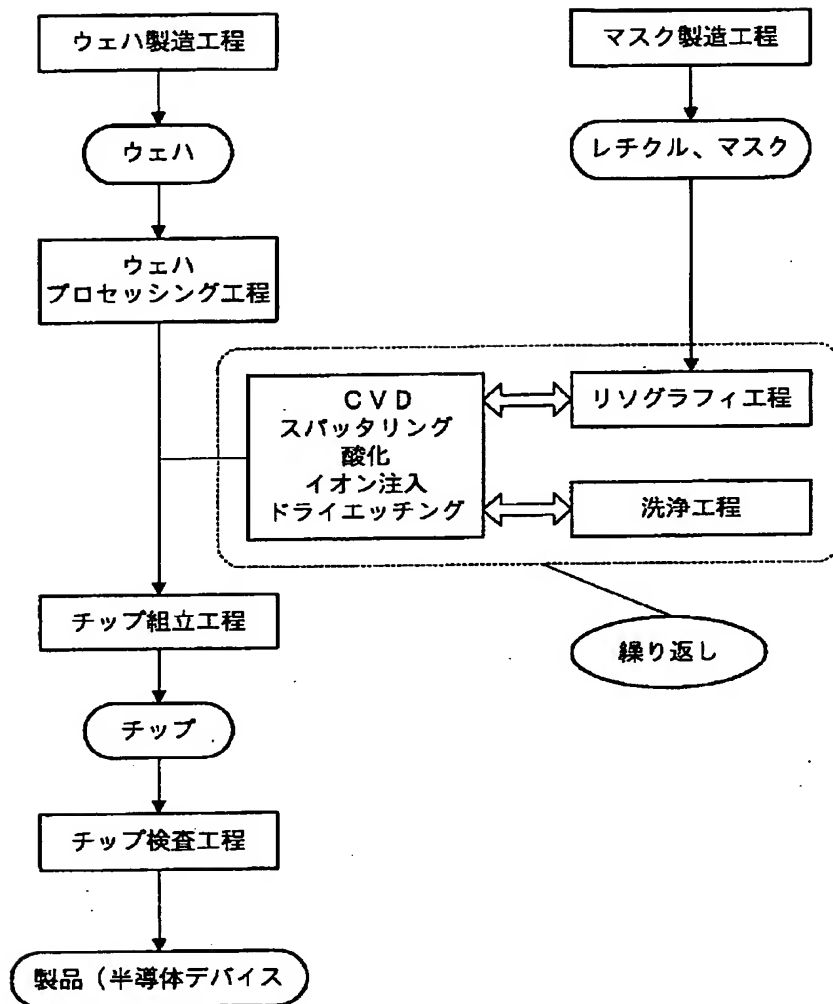 ウェハ製造工程
マスク製造工程
ウェハ
レチクル、マスク
ウェハ
プロセッシング工程
CVD
スパッタリング
酸化
イオン注入
ドライエッチング
リソグラフィ工程
洗浄工程
チップ組立工程
繰り返し
チップ
チップ検査工程
製品(半導体デバイス